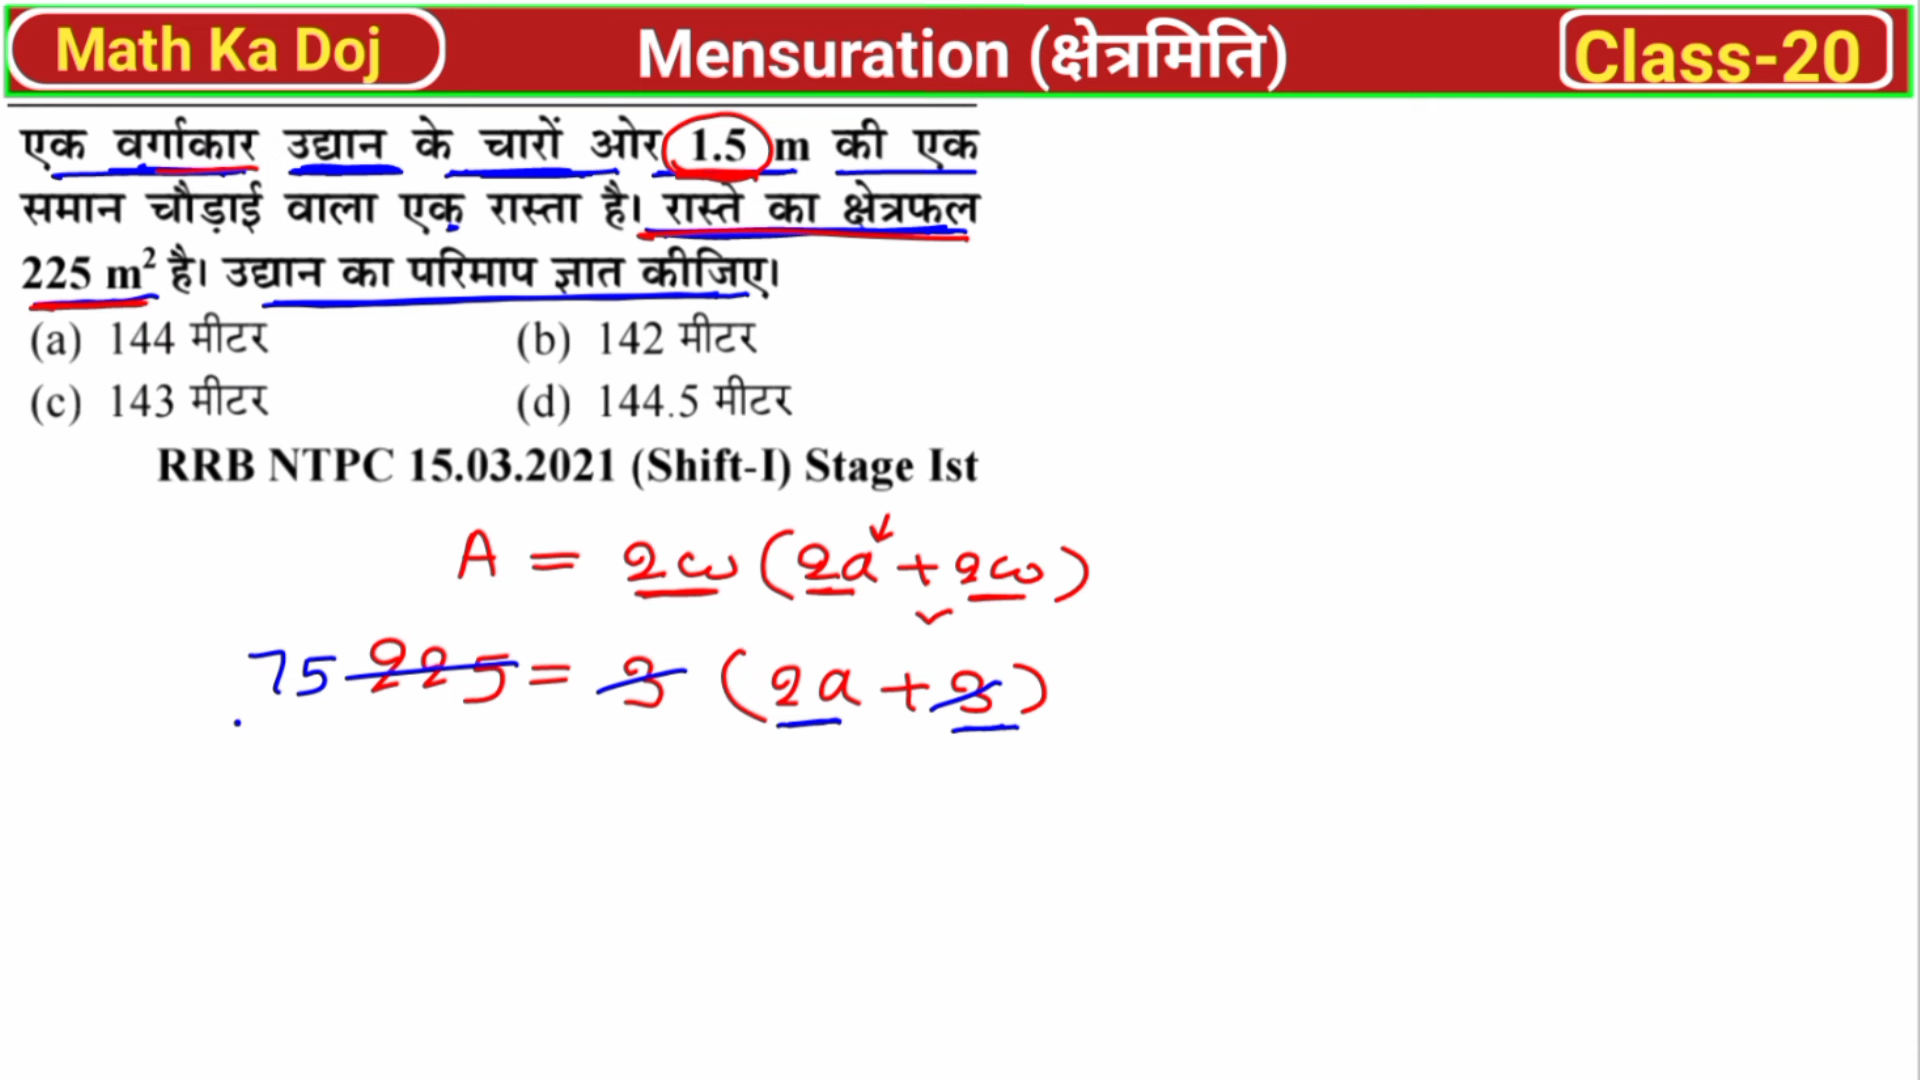 Math Ka Doj
Mensuration (क्षेत्रमिति)
Class-20
एक वर्गाकार उद्यान के चारों ओर 1.5 m की एक
समान चौड़ाई वाला एक रास्ता है। रास्ते का क्षेत्रफल
225 m² है। उद्यान का परिमाप ज्ञात कीजिए।
(a) 144 मीटर (b) 142 मीटर
(c) 143 मीटर (d) 144.5 मीटर
RRB NTPC 15.03.2021 (Shift-I) Stage Ist
A = 2w (2a + 2w)
75 225 = 3 (2a + 3)